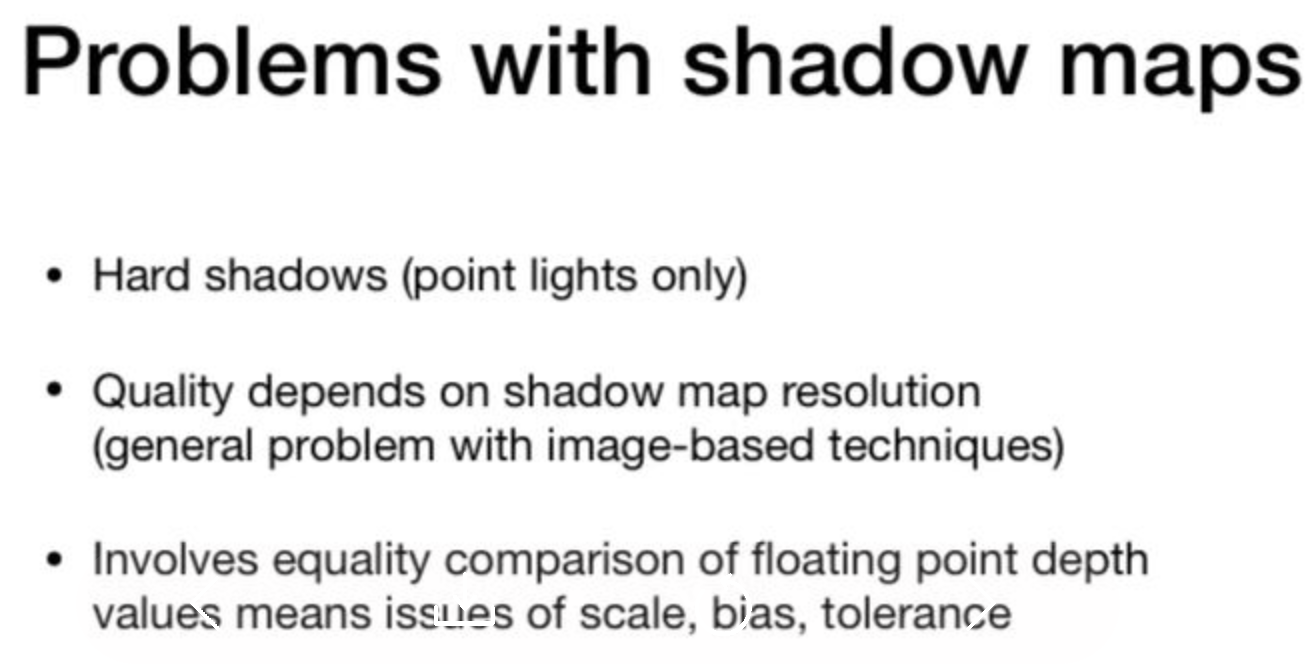 Problems with shadow maps
• Hard shadows (point lights only)
• Quality depends on shadow map resolution
(general problem with image-based techniques)
• Involves equality comparison of floating point depth
values means issues of scale, bias, tolerance